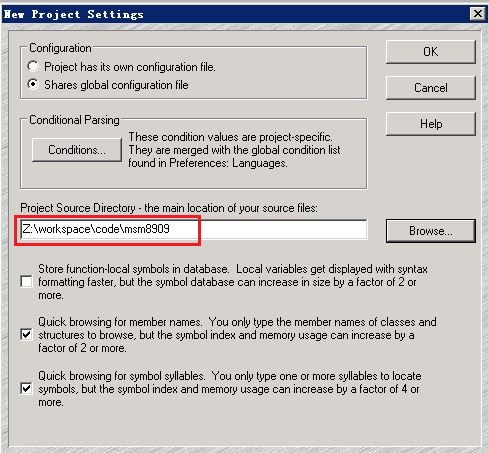 New Project Settings
Configuration
Project has its own configuration file.
Shares global configuration file
OK
Cancel
Help
Conditional Parsing
Conditions...
These condition values are project-specific.
They are merged with the global condition list
found in Preferences: Languages.
Project Source Directory - the main location of your source files:
Z:\workspace\code\msm8909
Browse...
Store function-local symbols in database.  Local variables get displayed with syntax
formatting faster, but the symbol database can increase in size by a factor of 2 or
more.
Quick browsing for member names.  You only type the member names of classes and
structures to browse, but the symbol index and memory usage can increase by a
factor of 2 or more.
Quick browsing for symbol syllables.  You only type one or more syllables to locate
symbols, but the symbol index and memory usage can increase by a factor of 4 or
more.